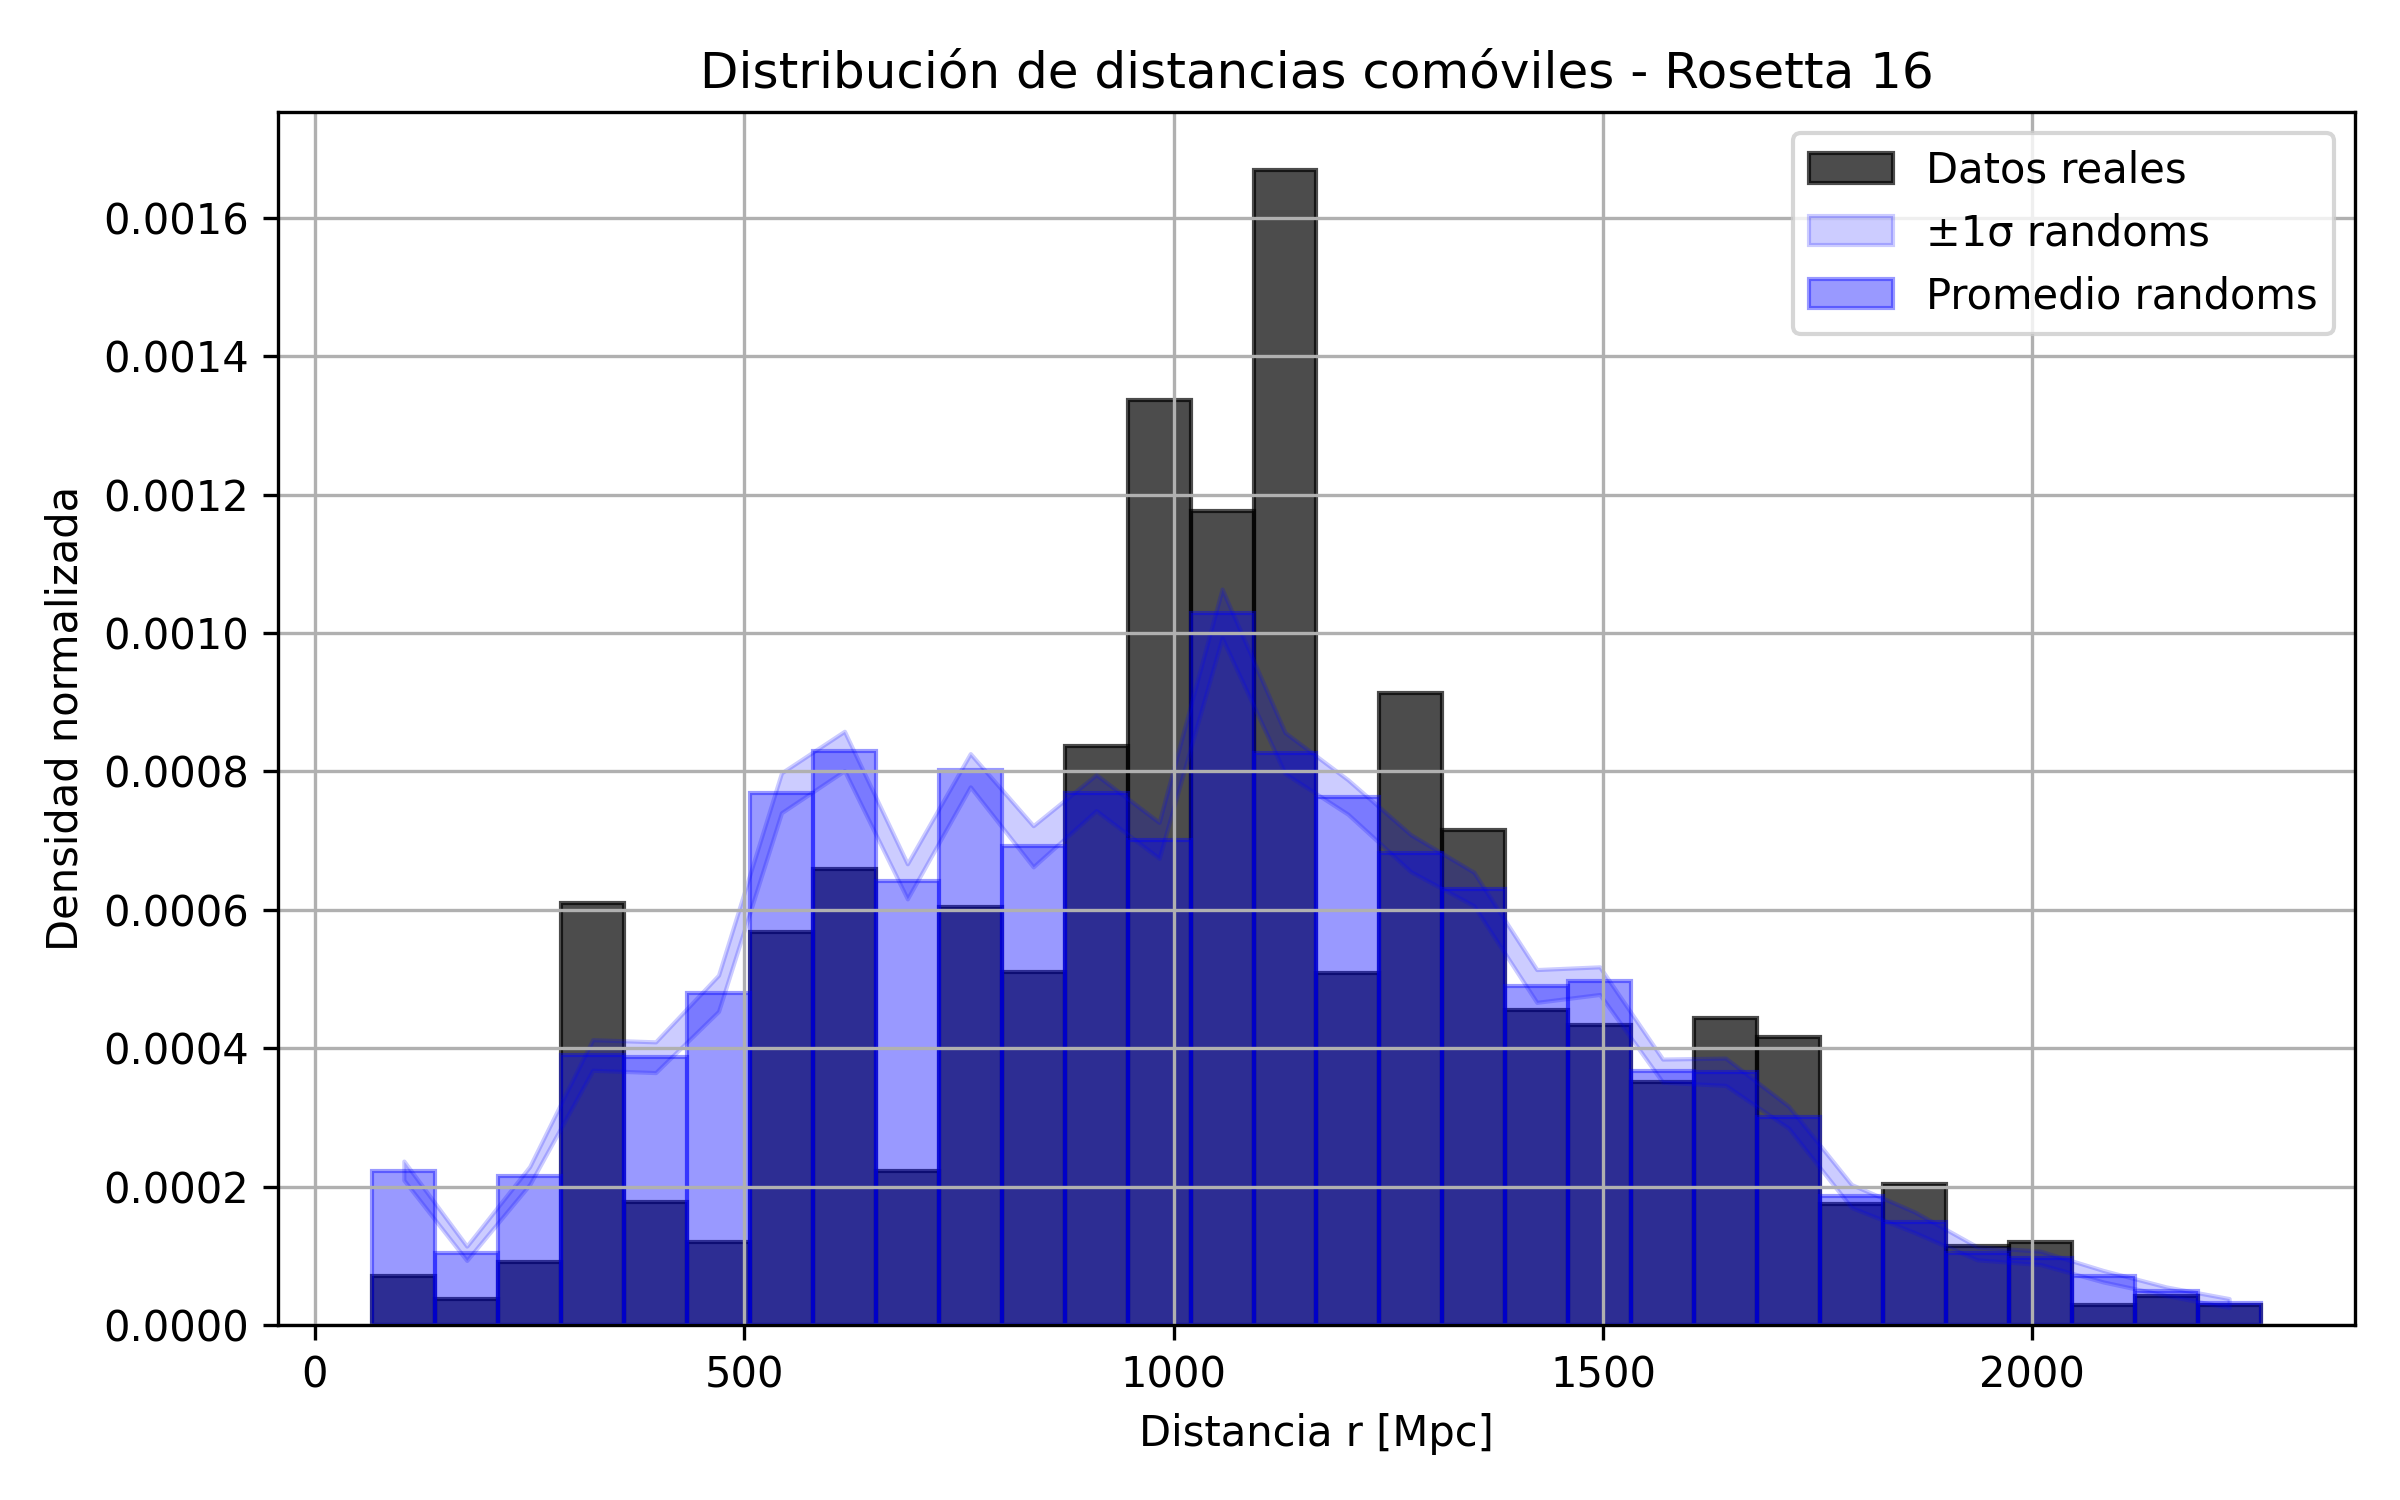 Distribución de distancias comóviles - Rosetta 16
Datos reales
±1σ randoms
Promedio randoms
Densidad normalizada
0.0016
0.0014
0.0012
0.0010
0.0008
0.0006
0.0004
0.0002
0.0000
0 500 1000 1500 2000
Distancia r [Mpc]